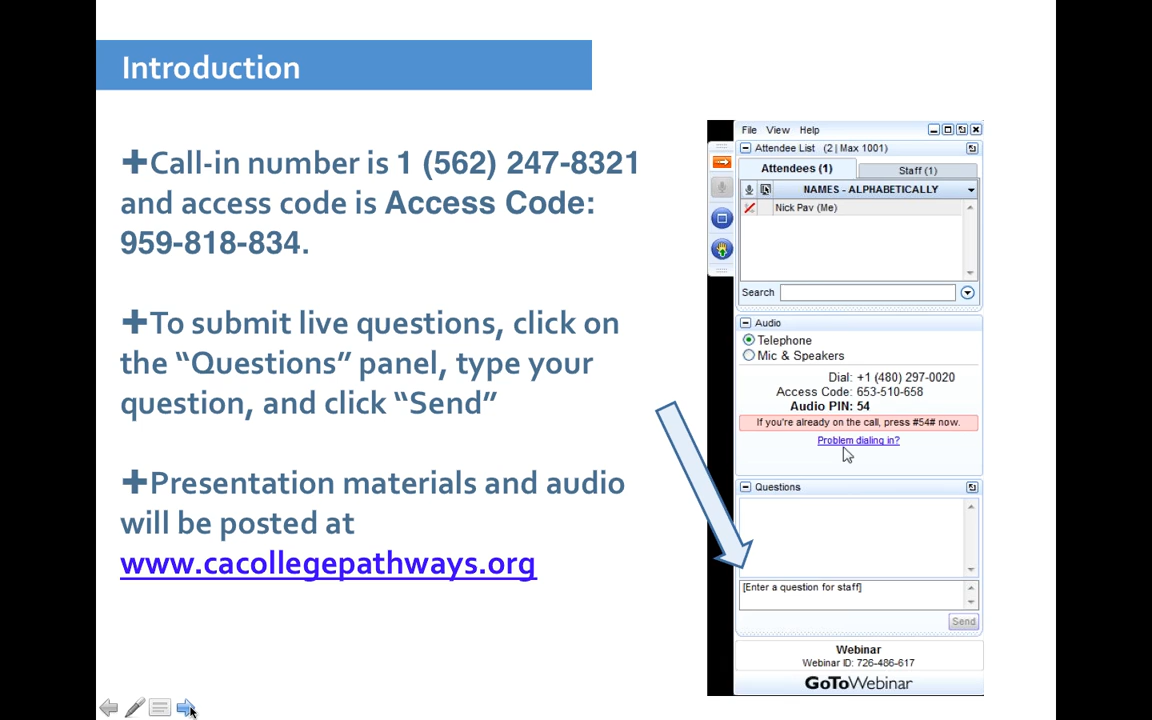 Introduction
✚Call-in number is 1 (562) 247-8321
and access code is Access Code:
959-818-834.
✚To submit live questions, click on
the “Questions” panel, type your
question, and click “Send”
✚Presentation materials and audio
will be posted at
www.cacollegepathways.org
File View Help
Attendee List (2 | Max 1001)
Attendees (1) Staff (1)
NAMES - ALPHABETICALLY
Nick Pav (Me)
Search
Audio
Telephone
Mic & Speakers
Dial: +1 (480) 297-0020
Access Code: 653-510-658
Audio PIN: 54
If you're already on the call, press #54# now.
Problem dialing in?
Questions
[Enter a question for staff]
Send
Webinar
Webinar ID: 726-486-617
GoToWebinar